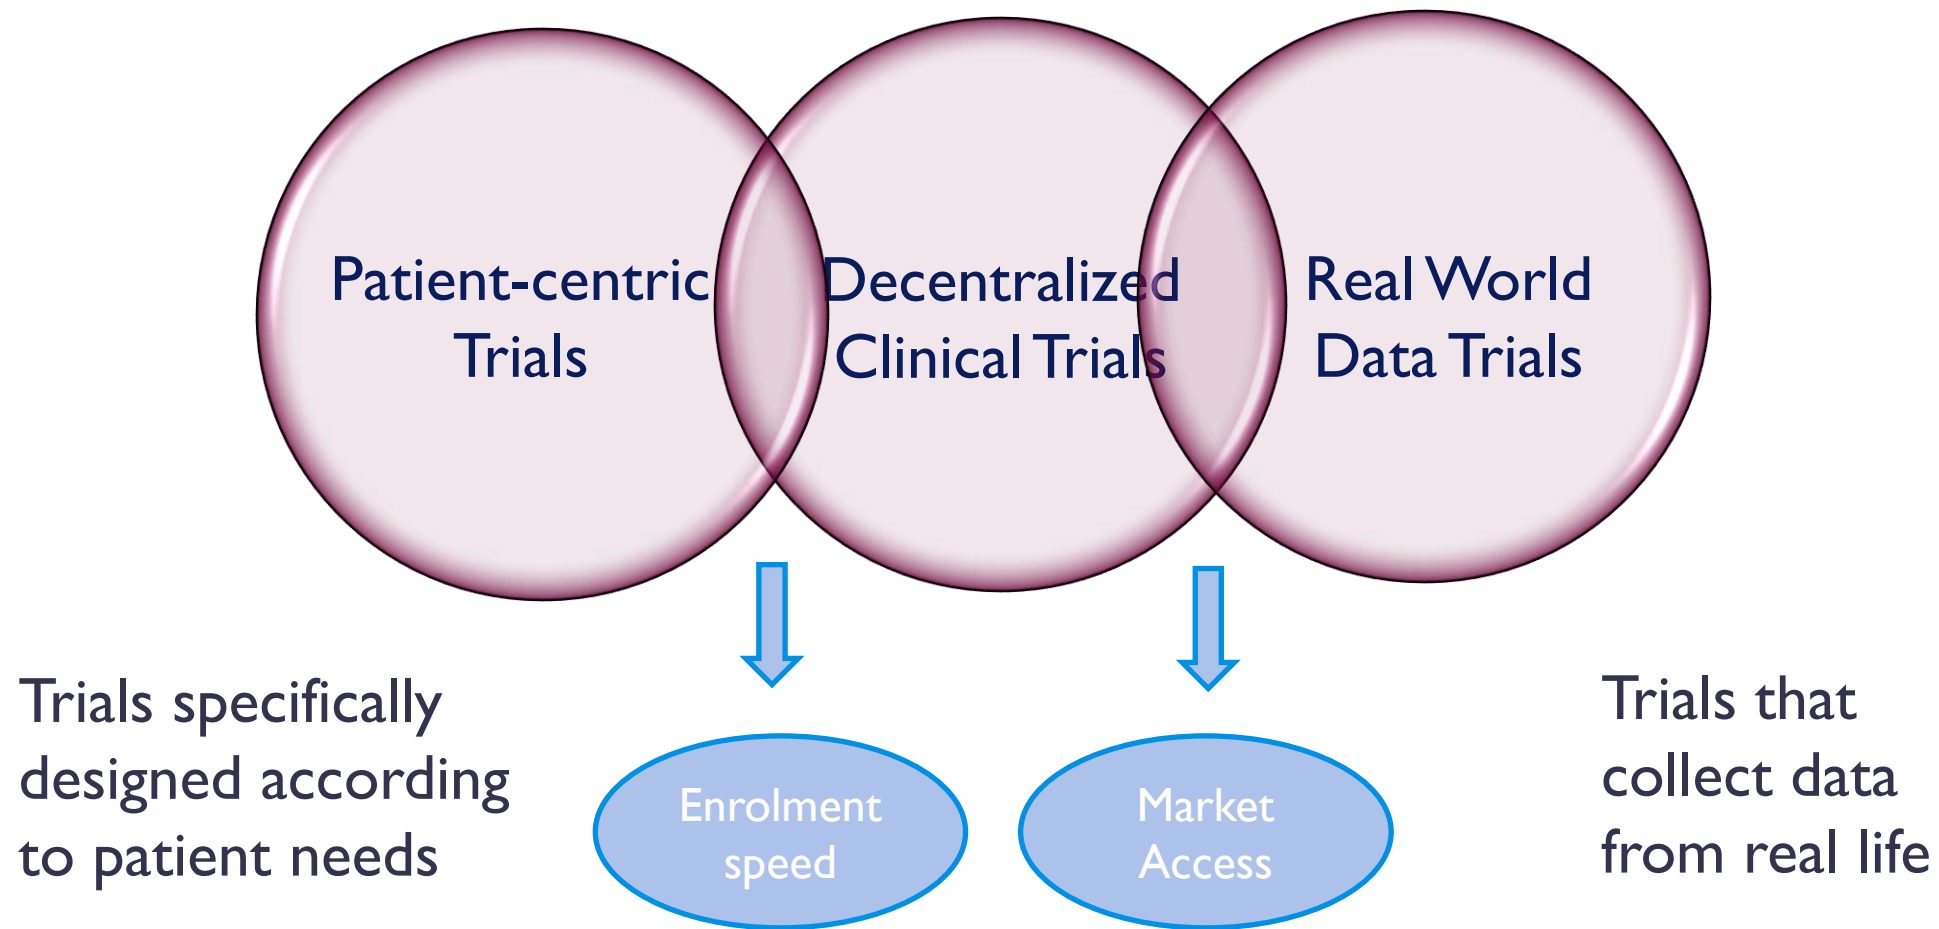 Patient-centric
Trials
Decentralized
Clinical Trials
Real World
Data Trials
Trials specifically
designed according
to patient needs
Enrolment
speed
Market
Access
Trials that
collect data
from real life